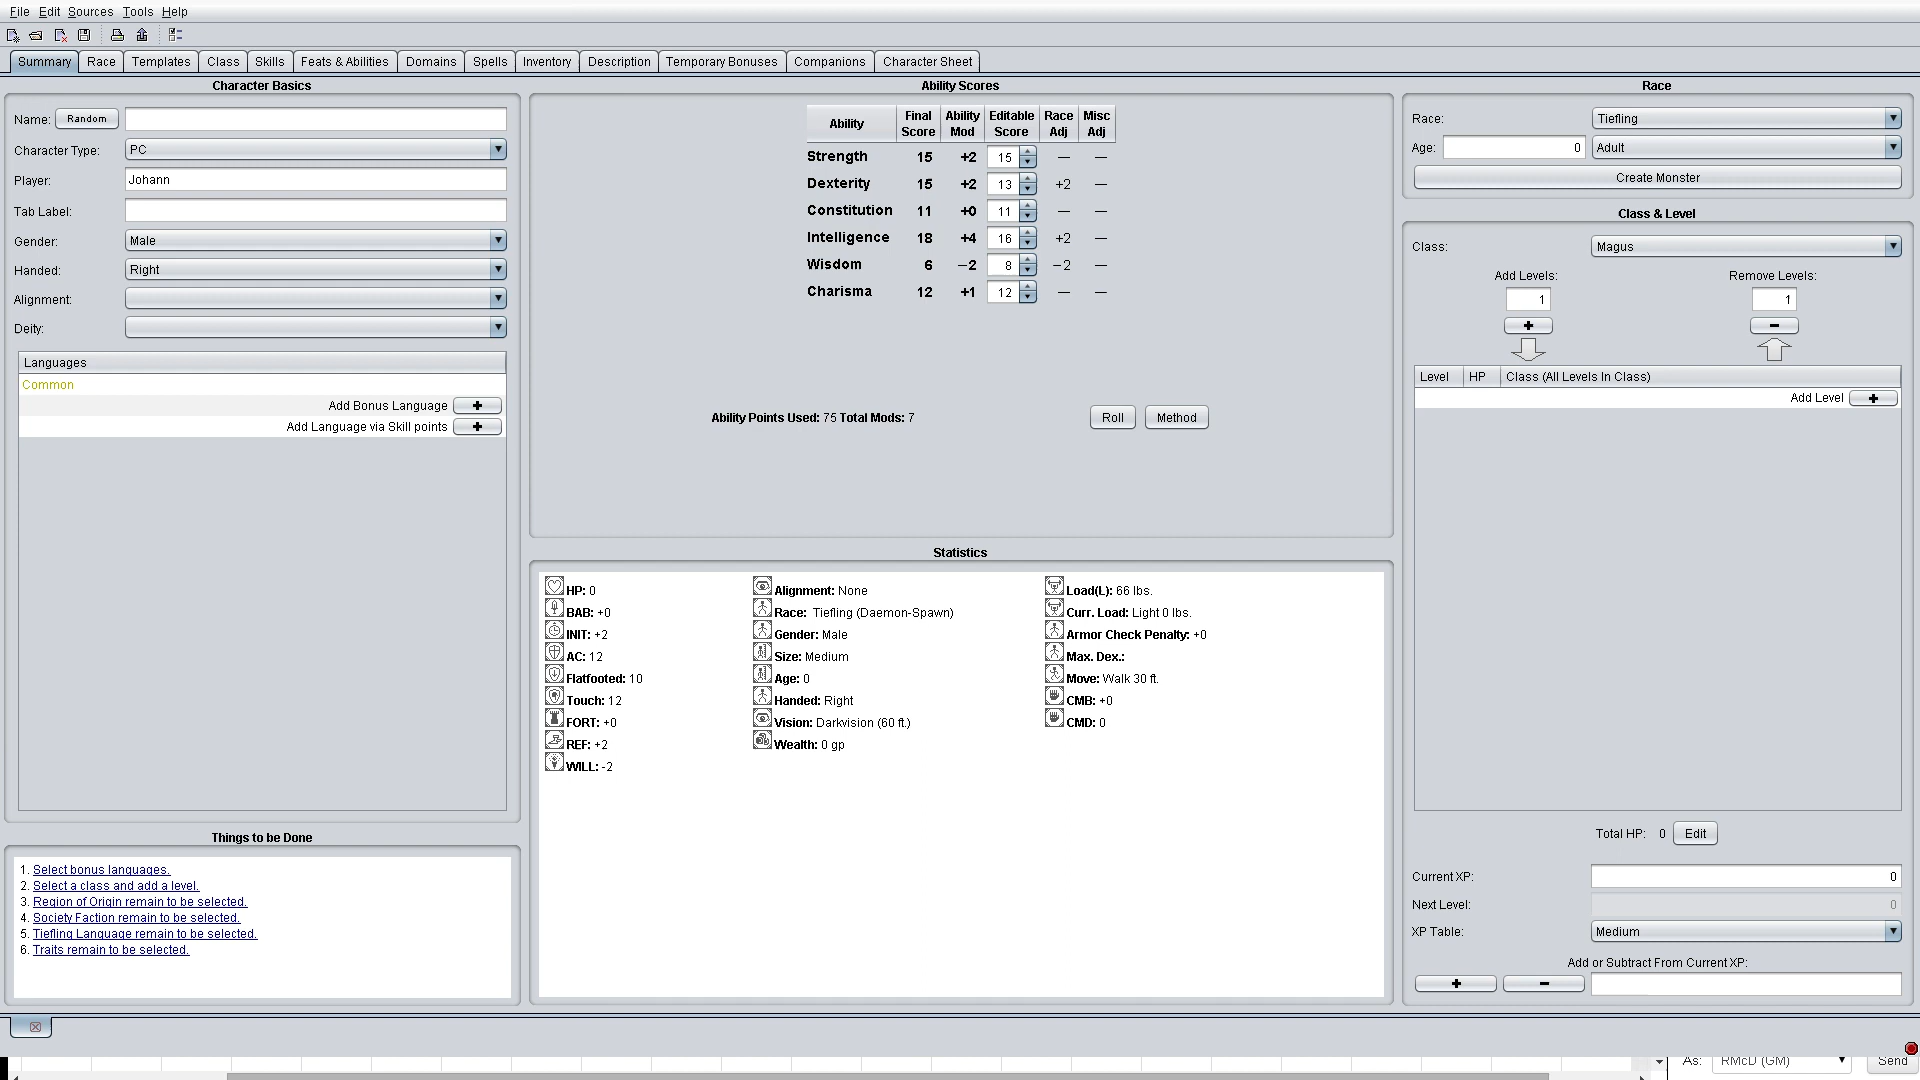 File Edit Sources Tools Help
Summary Race Templates Class Skills Feats & Abilities Domains Spells Inventory Description Temporary Bonuses Companions Character Sheet
Character Basics
Name: Random
Character Type: PC
Player: Johann
Tab Label:
Gender: Male
Handed: Right
Alignment:
Deity:
Languages
Common
Add Bonus Language +
Add Language via Skill points +
Things to be Done
1. Select bonus languages.
2. Select a class and add a level.
3. Region of Origin remain to be selected.
4. Society Faction remain to be selected.
5. Tiefling Language remain to be selected.
6. Traits remain to be selected.
Ability Scores
Ability Final Score Ability Mod Editable Score Race Adj Misc Adj
Strength 15 +2 15 — —
Dexterity 15 +2 13 +2 —
Constitution 11 +0 11 — —
Intelligence 18 +4 16 +2 —
Wisdom 6 −2 8 −2 —
Charisma 12 +1 12 — —
Ability Points Used: 75 Total Mods: 7 Roll Method
Statistics
HP: 0
BAB: +0
INIT: +2
AC: 12
Flatfooted: 10
Touch: 12
FORT: +0
REF: +2
WILL: -2
Alignment: None
Race: Tiefling (Daemon-Spawn)
Gender: Male
Size: Medium
Age: 0
Handed: Right
Vision: Darkvision (60 ft.)
Wealth: 0 gp
Load(L): 66 lbs.
Curr. Load: Light 0 lbs.
Armor Check Penalty: +0
Max. Dex.:
Move: Walk 30 ft.
CMB: +0
CMD: 0
Race
Race: Tiefling
Age: 0 Adult
Create Monster
Class & Level
Class: Magus
Add Levels: Remove Levels:
1 1
+ −
Level HP Class (All Levels In Class)
Add Level +
Total HP: 0 Edit
Current XP: 0
Next Level: 0
XP Table: Medium
Add or Subtract From Current XP:
+ −
As: RMcD (GM) Send